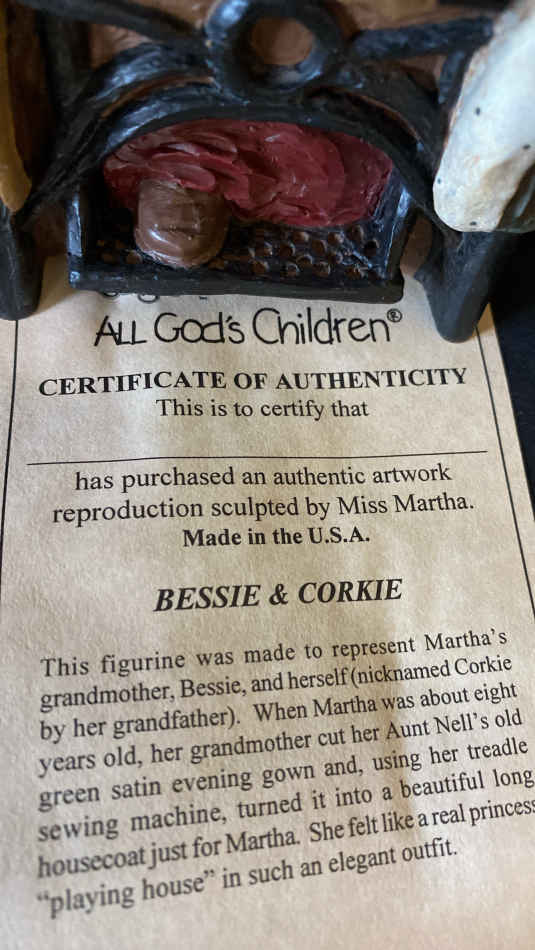 ALL God's Children®
CERTIFICATE OF AUTHENTICITY
This is to certify that
has purchased an authentic artwork
reproduction sculpted by Miss Martha.
Made in the U.S.A.
BESSIE & CORKIE
This figurine was made to represent Martha's
grandmother, Bessie, and herself (nicknamed Corkie
by her grandfather). When Martha was about eight
years old, her grandmother cut her Aunt Nell's old
green satin evening gown and, using her treadle
sewing machine, turned it into a beautiful long
housecoat just for Martha. She felt like a real princess
"playing house" in such an elegant outfit.